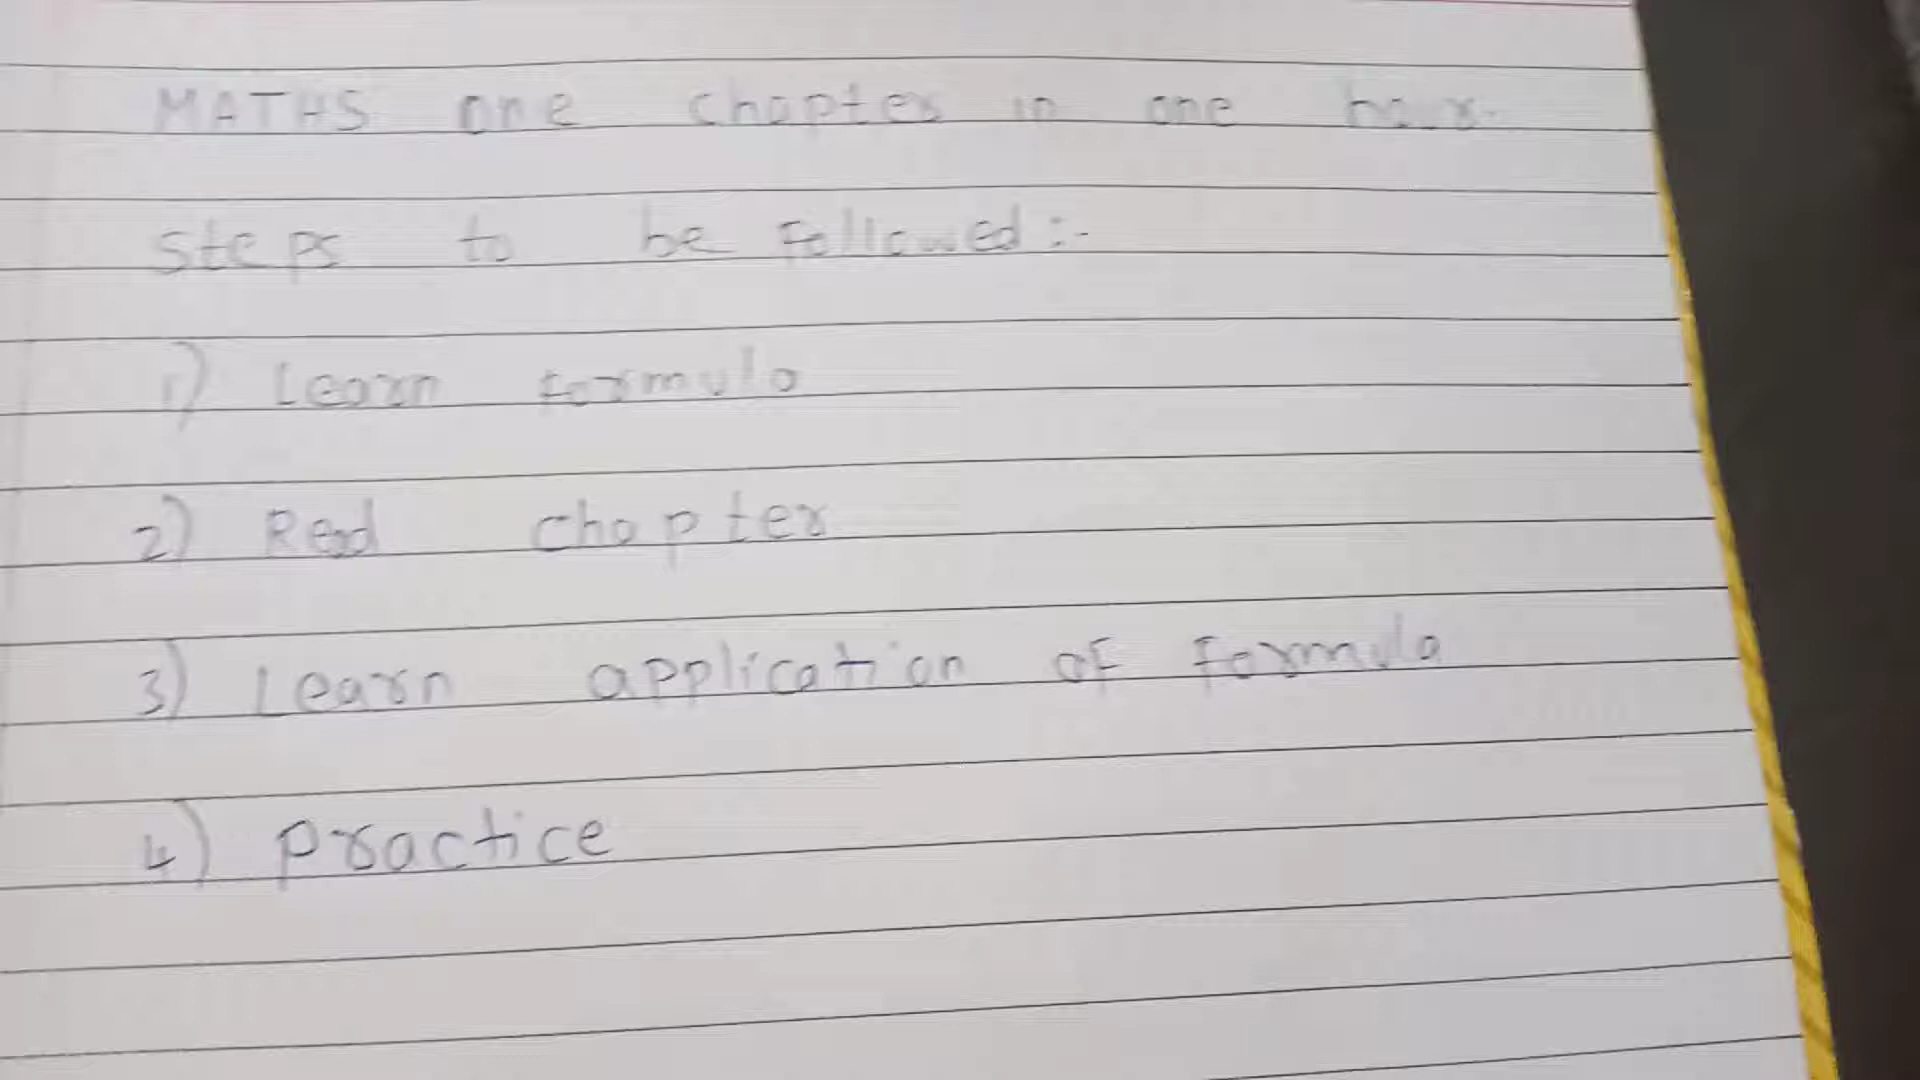 MATHS one chapter in one hour.
steps to be followed :-
1) Learn formula
2) Read chapter
3) Learn application of formula
4) Practice